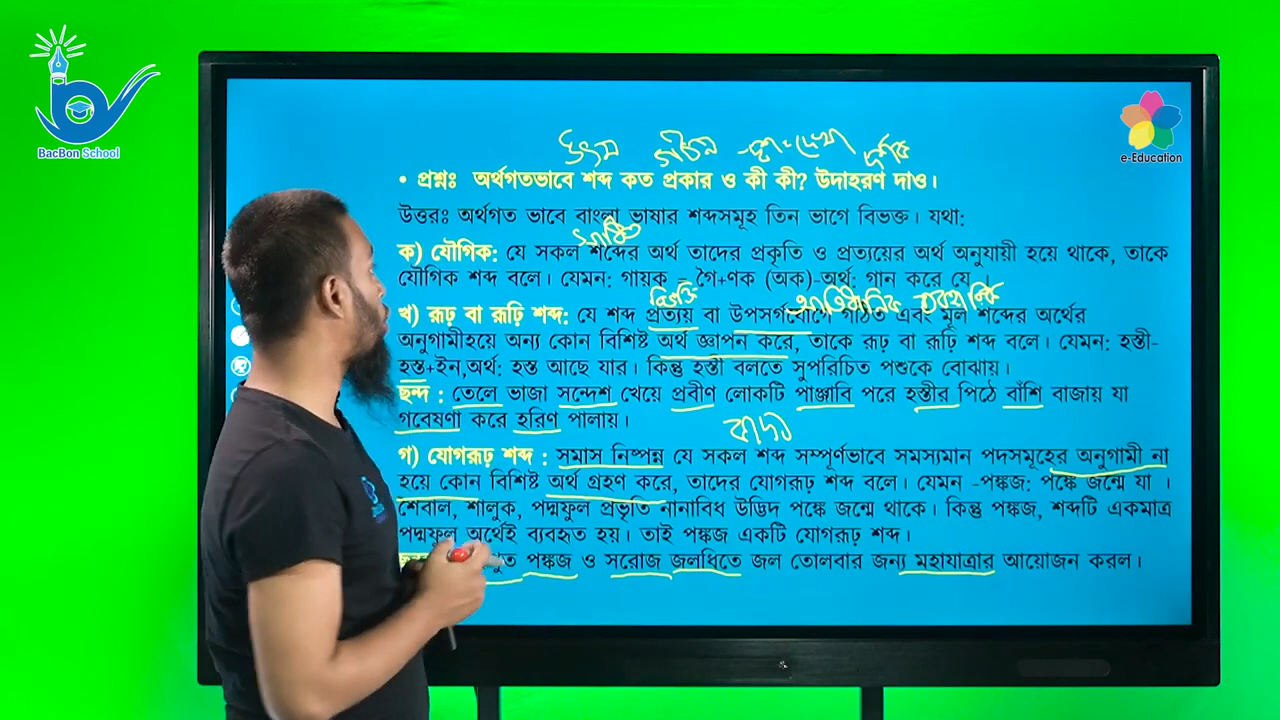 BacBon School
e-Education
উৎস গঠন দৃশ = দেখা দর্শক
• প্রশ্নঃ অর্থগতভাবে শব্দ কত প্রকার ও কী কী? উদাহরণ দাও।
উত্তরঃ অর্থগত ভাবে বাংলা ভাষার শব্দসমূহ তিন ভাগে বিভক্ত। যথা:
ক) যৌগিক: যে সকল শব্দের অর্থ তাদের প্রকৃতি ও প্রত্যয়ের অর্থ অনুযায়ী হয়ে থাকে, তাকে
যৌগিক শব্দ বলে। যেমন: গায়ক – গৈ+ণক (অক)-অর্থ: গান করে যে ।
বিভক্তি ব্যবহারিক
খ) রূঢ় বা রূঢ়ি শব্দ: যে শব্দ প্রত্যয় বা উপসর্গযোগে গঠিত এবং মূল শব্দের অর্থের
অনুগামীহয়ে অন্য কোন বিশিষ্ট অর্থ জ্ঞাপন করে, তাকে রূঢ় বা রূঢ়ি শব্দ বলে। যেমন: হস্তী-
হস্ত+ইন,অর্থ: হস্ত আছে যার। কিন্তু হস্তী বলতে সুপরিচিত পশুকে বোঝায়।
ছন্দ : তেলে ভাজা সন্দেশ খেয়ে প্রবীণ লোকটি পাঞ্জাবি পরে হস্তীর পিঠে বাঁশি বাজায় যা
গবেষণা করে হরিণ পালায়।
গ) যোগরূঢ় শব্দ : সমাস নিষ্পন্ন যে সকল শব্দ সম্পূর্ণভাবে সমস্যমান পদসমূহের অনুগামী না
হয়ে কোন বিশিষ্ট অর্থ গ্রহণ করে, তাদের যোগরূঢ় শব্দ বলে। যেমন -পঙ্কজ: পঙ্কে জন্মে যা ।
শৈবাল, শালুক, পদ্মফুল প্রভৃতি নানাবিধ উদ্ভিদ পঙ্কে জন্মে থাকে। কিন্তু পঙ্কজ, শব্দটি একমাত্র
পদ্মফুল অর্থেই ব্যবহৃত হয়। তাই পঙ্কজ একটি যোগরূঢ় শব্দ।
পঙ্কজ ও সরোজ জলধিতে জল তোলবার জন্য মহাযাত্রার আয়োজন করল।